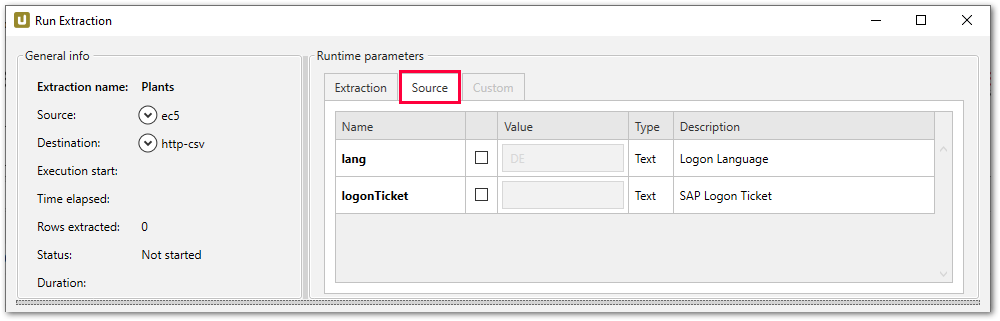 Run Extraction
General info
Extraction name: Plants
Source: ec5
Destination: http-csv
Execution start:
Time elapsed:
Rows extracted: 0
Status: Not started
Duration:
Runtime parameters
Extraction Source Custom
Name Value Type Description
lang DE Text Logon Language
logonTicket Text SAP Logon Ticket